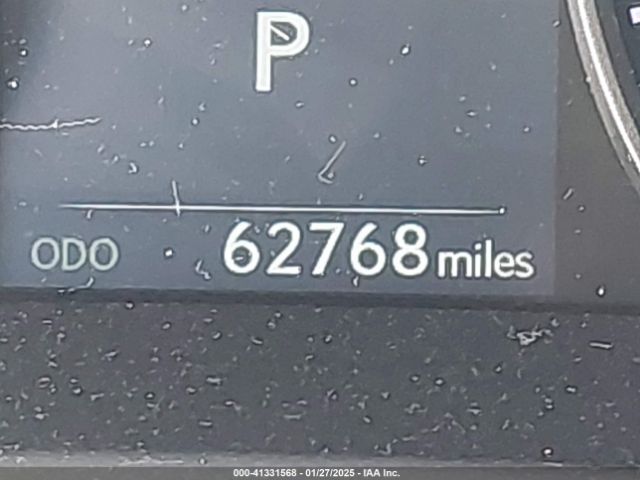 P
ODO 62768 miles
000-41331568 - 01/27/2025 - IAA Inc.